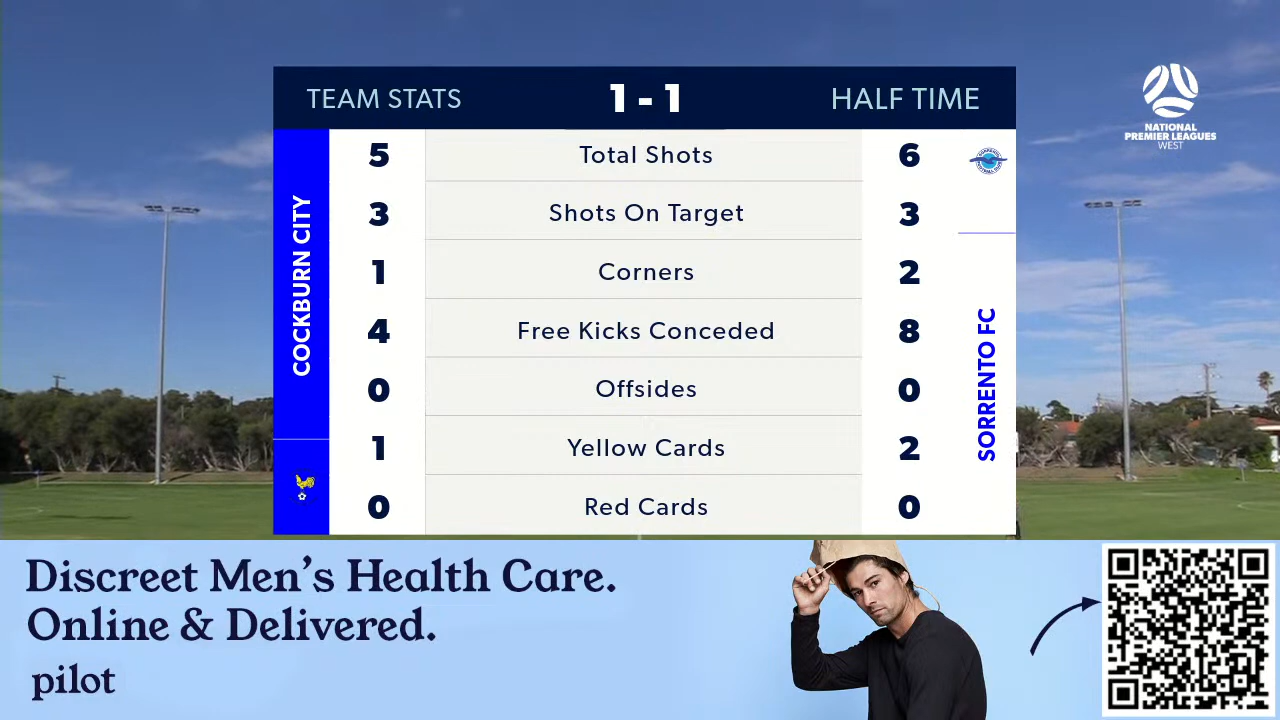 TEAM STATS 1 - 1 HALF TIME
NATIONAL
PREMIER LEAGUES
WEST
COCKBURN CITY
5 Total Shots 6
3 Shots On Target 3
1 Corners 2
4 Free Kicks Conceded 8
0 Offsides 0
1 Yellow Cards 2
0 Red Cards 0
SORRENTO FC
Discreet Men's Health Care.
Online & Delivered.
pilot